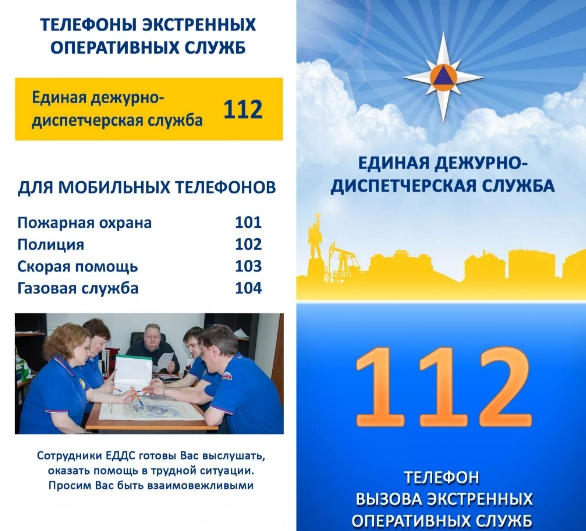 ТЕЛЕФОНЫ ЭКСТРЕННЫХ
ОПЕРАТИВНЫХ СЛУЖБ
Единая дежурно-
диспетчерская служба 112
ДЛЯ МОБИЛЬНЫХ ТЕЛЕФОНОВ
Пожарная охрана 101
Полиция 102
Скорая помощь 103
Газовая служба 104
Сотрудники ЕДДС готовы Вас выслушать,
оказать помощь в трудной ситуации.
Просим Вас быть взаимовежливыми
ЕДИНАЯ ДЕЖУРНО-
ДИСПЕТЧЕРСКАЯ СЛУЖБА
112
ТЕЛЕФОН
ВЫЗОВА ЭКСТРЕННЫХ
ОПЕРАТИВНЫХ СЛУЖБ